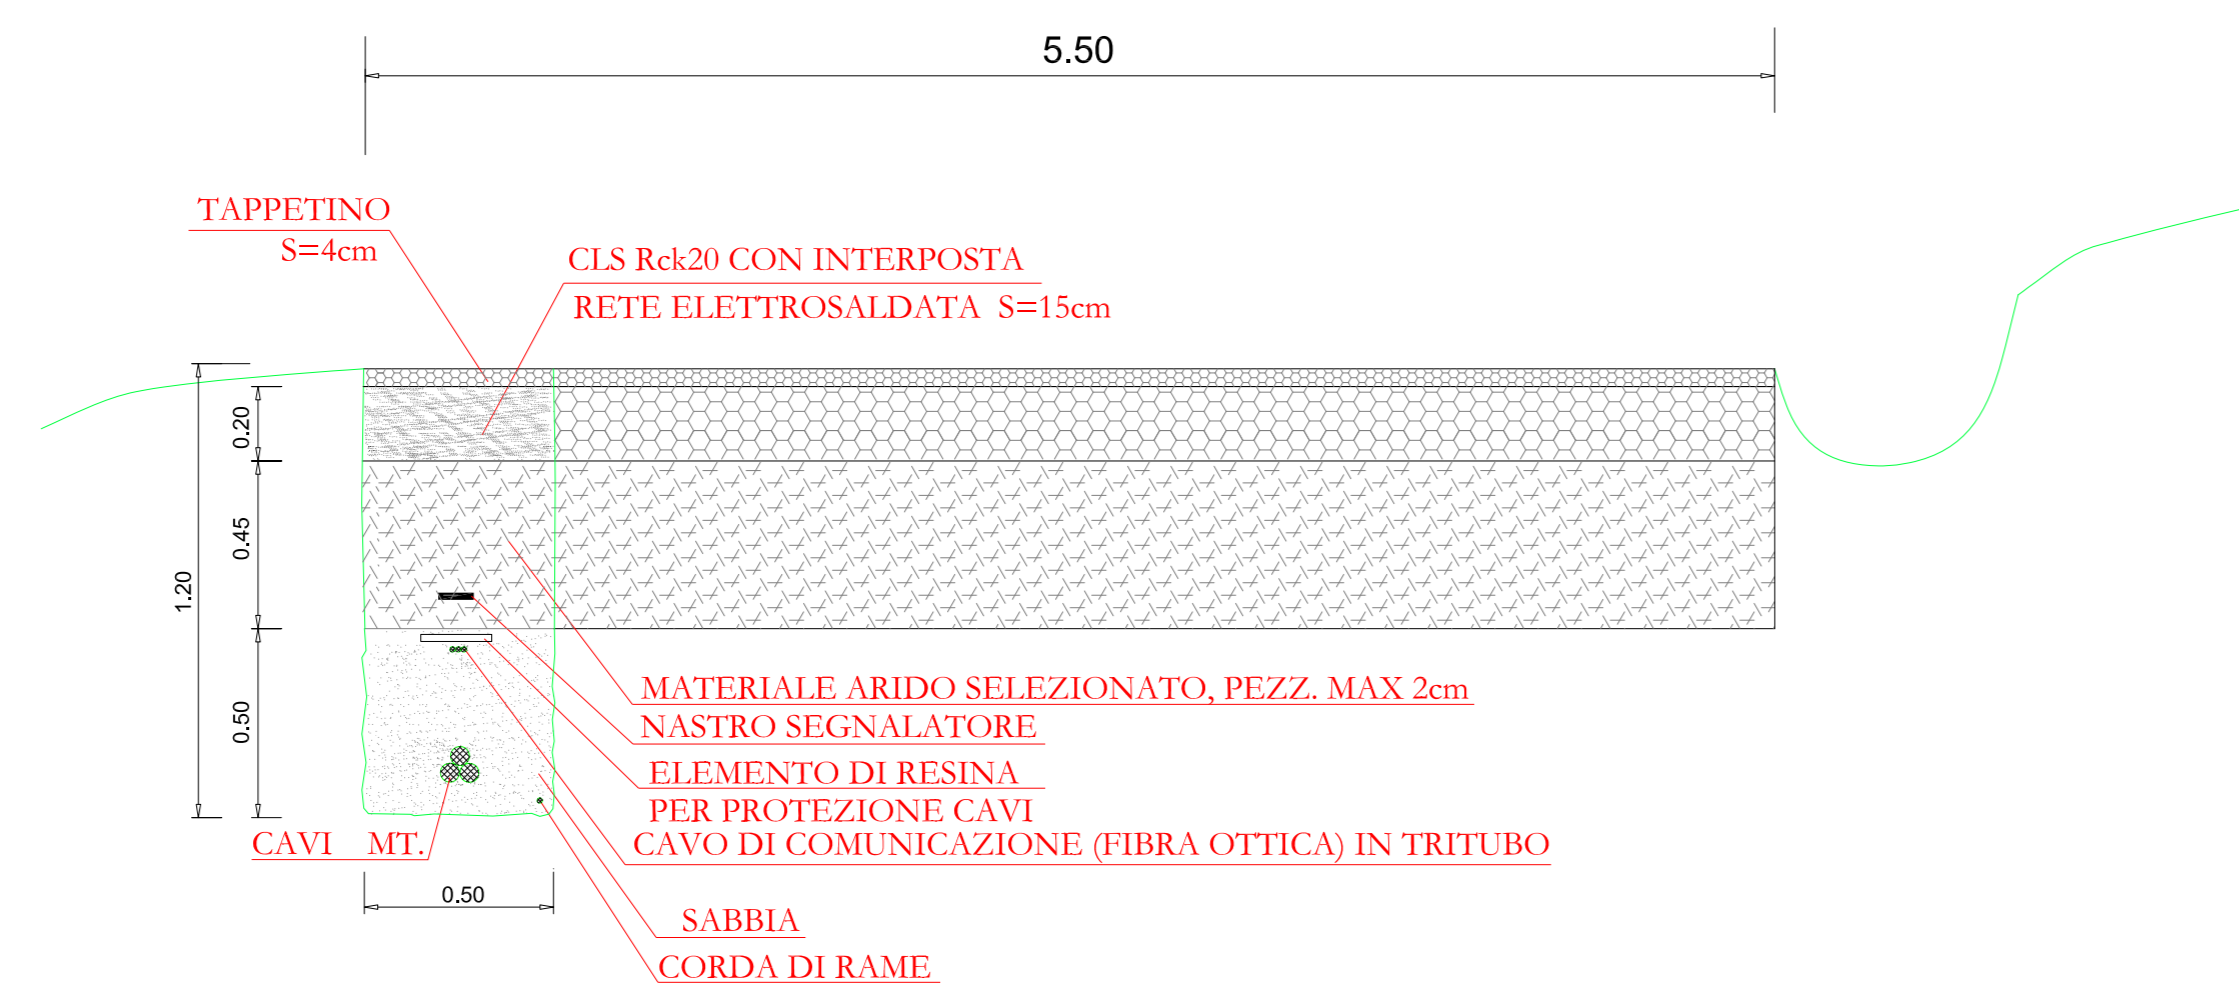 5.50
TAPPETINO
S=4cm
CLS Rck20 CON INTERPOSTA
RETE ELETTROSALDATA S=15cm
0.20
0.45
1.20
0.50
MATERIALE ARIDO SELEZIONATO, PEZZ. MAX 2cm
NASTRO SEGNALATORE
ELEMENTO DI RESINA
PER PROTEZIONE CAVI
CAVI MT.
CAVO DI COMUNICAZIONE (FIBRA OTTICA) IN TRITUBO
0.50
SABBIA
CORDA DI RAME